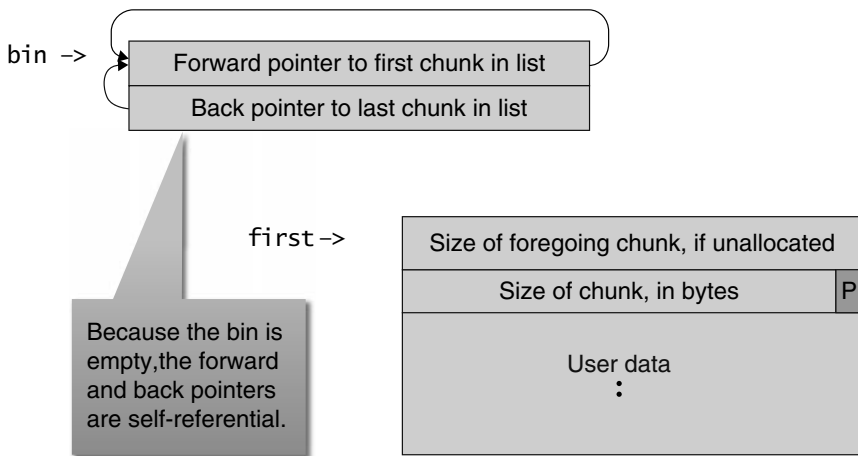 bin ->
Forward pointer to first chunk in list
Back pointer to last chunk in list
first->
Size of foregoing chunk, if unallocated
Size of chunk, in bytes
P
User data
Because the bin is
empty,the forward
and back pointers
are self-referential.